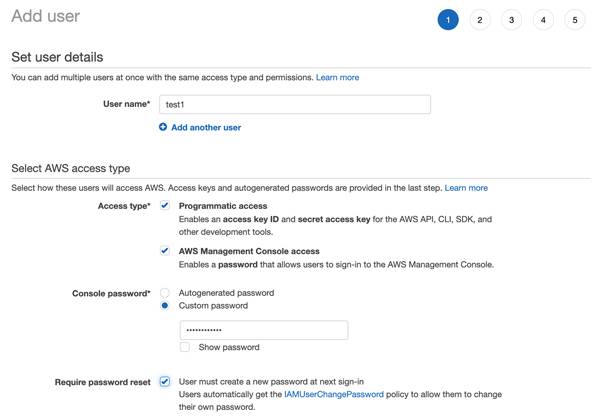 Add user
1 2 3 4 5
Set user details
You can add multiple users at once with the same access type and permissions. Learn more
User name* test1
Add another user
Select AWS access type
Select how these users will access AWS. Access keys and autogenerated passwords are provided in the last step. Learn more
Access type* Programmatic access
Enables an access key ID and secret access key for the AWS API, CLI, SDK, and
other development tools.
AWS Management Console access
Enables a password that allows users to sign-in to the AWS Management Console.
Console password* Autogenerated password
Custom password
••••••••••••
Show password
Require password reset User must create a new password at next sign-in
Users automatically get the IAMUserChangePassword policy to allow them to change
their own password.